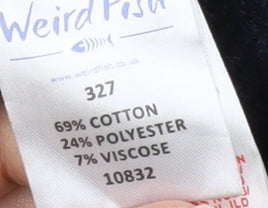 Weird Fish
www.weirdfish.co.uk
327
69% COTTON
24% POLYESTER
7% VISCOSE
10832